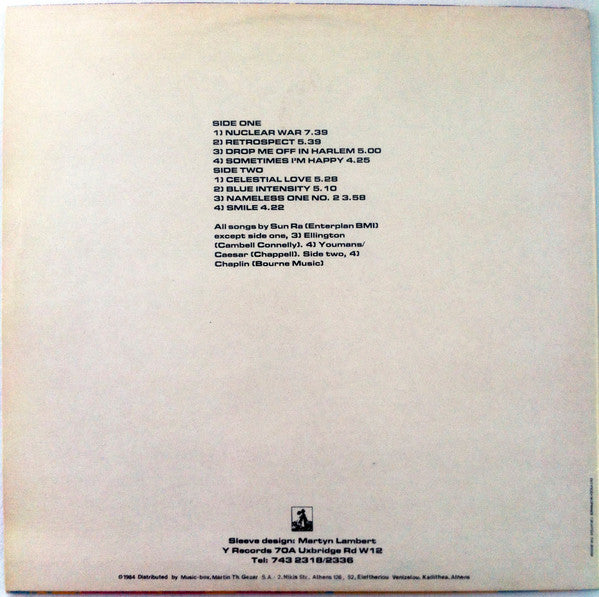 SIDE ONE
1) NUCLEAR WAR 7.39
2) RETROSPECT 5.39
3) DROP ME OFF IN HARLEM 5.00
4) SOMETIMES I'M HAPPY 4.25
SIDE TWO
1) CELESTIAL LOVE 5.28
2) BLUE INTENSITY 5.10
3) NAMELESS ONE NO. 2 3.58
4) SMILE 4.22
All songs by Sun Ra (Enterplan BMI)
except side one, 3) Ellington
(Cambell Connelly). 4) Youmans/
Caesar (Chappell). Side two, 4)
Chaplin (Bourne Music)
Sleeve design: Martyn Lambert
Y Records 70A Uxbridge Rd W12
Tel: 743 2318/2336
©1984 Distributed by Music-box, Martin Th. Gezar S.A. · 2, Nikis Str., Athens 126, 52, Eleftheriou Venizelou, Kallithea, Athens